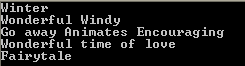 Winter
Wonderful Windy
Go away Animates Encouraging
Wonderful time of love
Fairytale